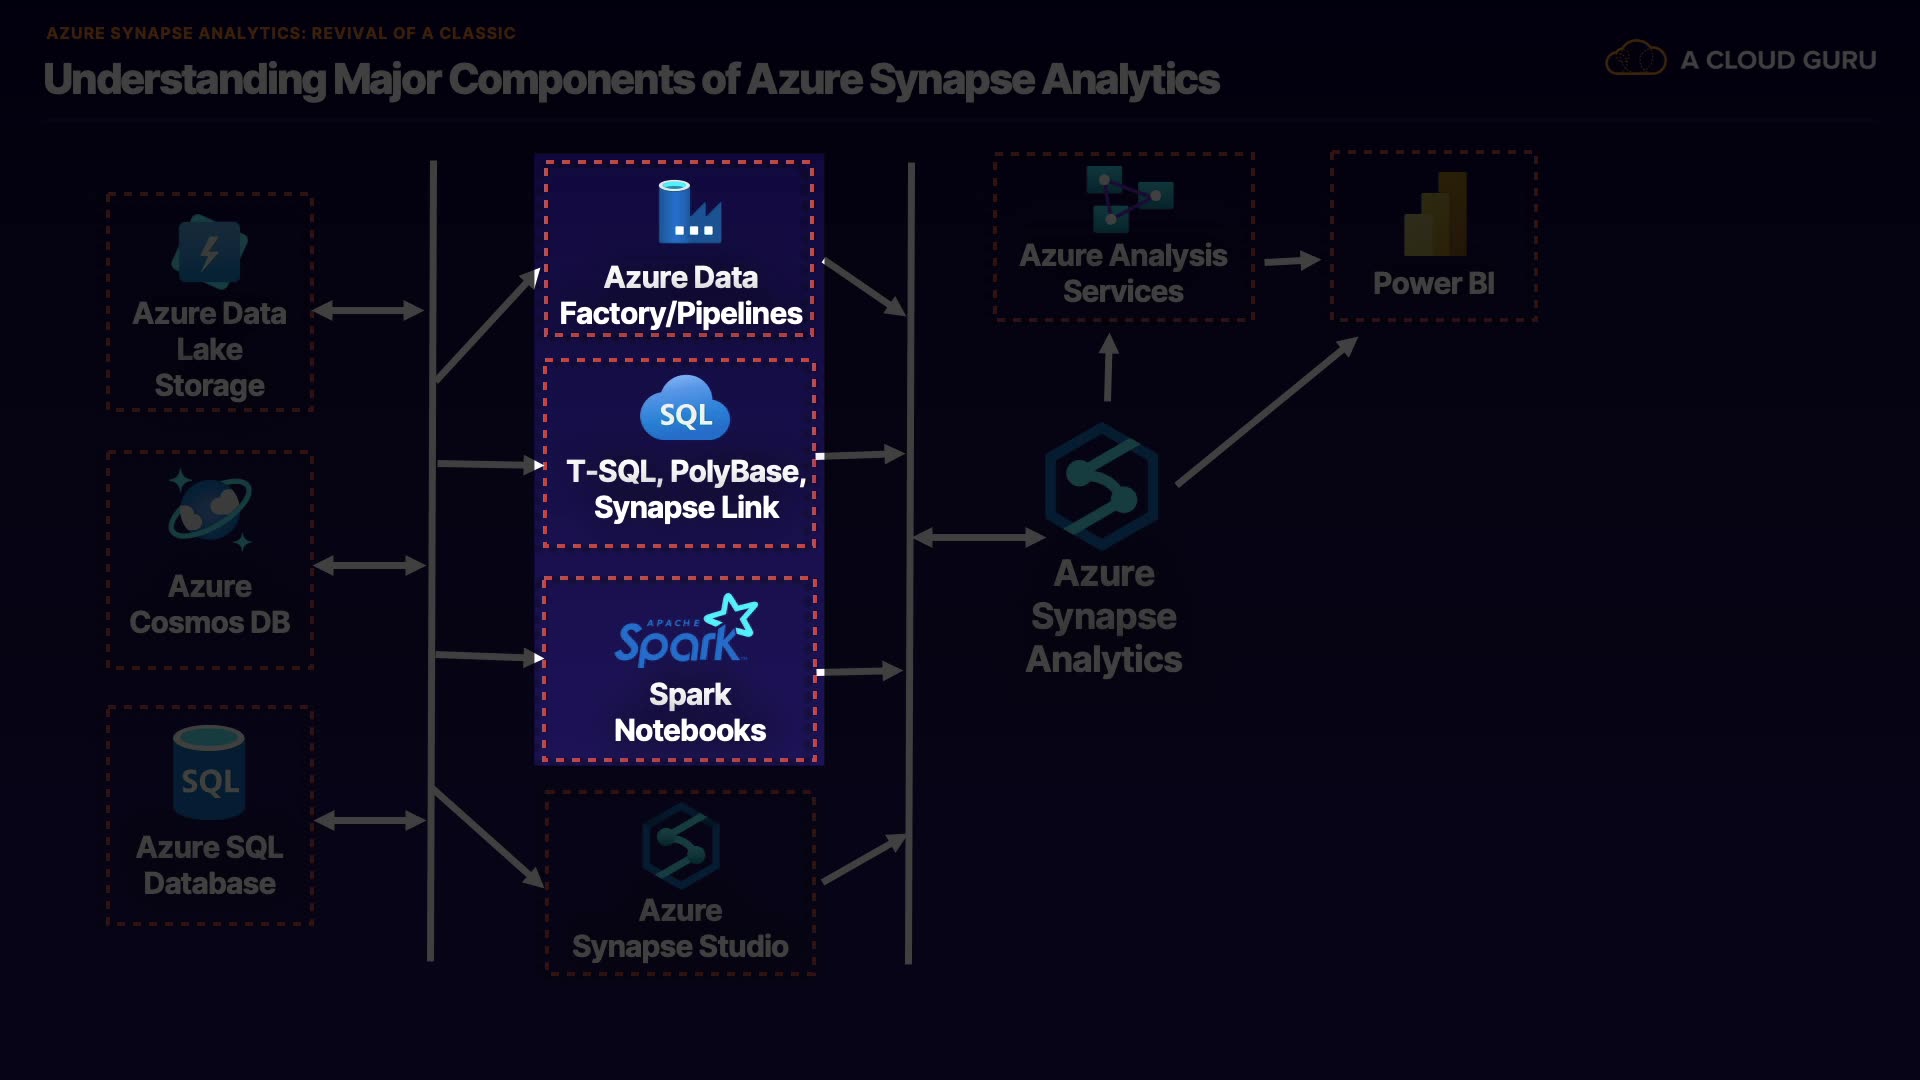 AZURE SYNAPSE ANALYTICS: REVIVAL OF A CLASSIC
Understanding Major Components of Azure Synapse Analytics
A CLOUD GURU
Azure Data
Lake
Storage
Azure
Cosmos DB
SQL
Azure SQL
Database
Azure Data
Factory/Pipelines
SQL
T-SQL, PolyBase,
Synapse Link
APACHE
Spark
Spark
Notebooks
Azure
Synapse Studio
Azure Analysis
Services
Power BI
Azure
Synapse
Analytics